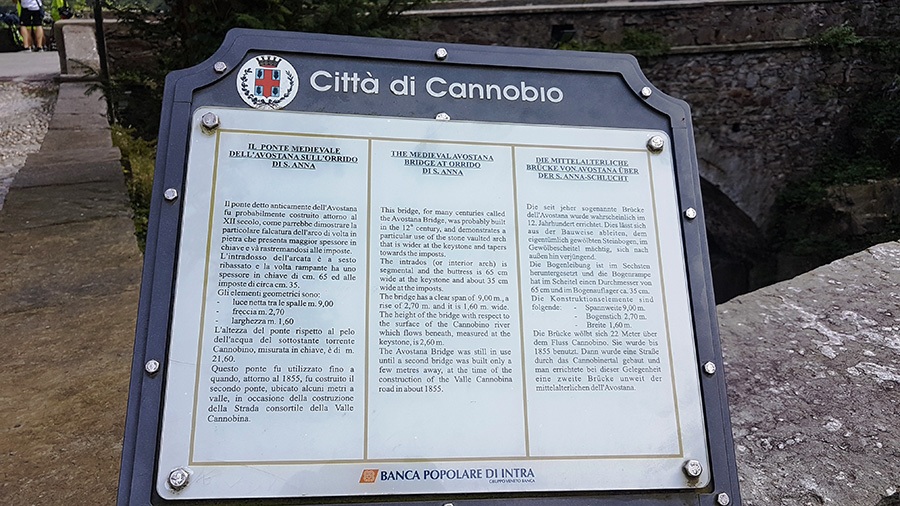 Città di Cannobio
IL PONTE MEDIEVALE
DELL'AVOSTANA SULL'ORRIDO
DI S. ANNA
Il ponte detto anticamente dell'Avostana
fu probabilmente costruito attorno al
XII secolo, come parrebbe dimostrare la
particolare falcatura dell'arco di volta in
pietra che presenta maggior spessore in
chiave e và rastremandosi alle imposte.
L'intradosso dell'arcata è a sesto
ribassato e la volta rampante ha uno
spessore in chiave di cm. 65 ed alle
imposte di circa cm. 35.
Gli elementi geometrici sono:
- luce netta tra le spalle m. 9,00
- freccia m. 2,70
- larghezza m. 1,60
L'altezza del ponte rispetto al pelo
dell'acqua del sottostante torrente
Cannobino, misurata in chiave, è di m.
21,60.
Questo ponte fu utilizzato fino a
quando, attorno al 1855, fu costruito il
secondo ponte, ubicato alcuni metri a
valle, in occasione della costruzione
della Strada consortile della Valle
Cannobina.
THE MEDIEVAL AVOSTANA
BRIDGE AT ORRIDO
DI S. ANNA
This bridge, for many centuries called
the Avostana Bridge, was probably built
in the 12th century, and demonstrates a
particular use of the stone vaulted arch
that is wider at the keystone and tapers
towards the imposts.
The intrados (or interior arch) is
segmental and the buttress is 65 cm
wide at the keystone and about 35 cm
wide at the imposts.
The bridge has a clear span of 9,00 m., a
rise of 2,70 m. and it is 1,60 m. wide.
The height of the bridge with respect to
the surface of the Cannobino river
which flows beneath, measured at the
keystone, is 2,60 m.
The Avostana Bridge was still in use
until a second bridge was built only a
few metres away, at the time of the
construction of the Valle Cannobina
road in about 1855.
DIE MITTELALTERLICHE
BRÜCKE VON AVOSTANA ÜBER
DER S. ANNA-SCHLUCHT
Die seit jeher sogenannte Brücke
dell'Avostana wurde wahrscheinlich im
12. Jahrhundert errichtet. Dies lässt sich
aus der Bauweise ableiten, dem
eigentümlich gewölbten Steinbogen, im
Gewölbescheitel mächtig, sich nach
außen hin verjüngend.
Die Bogenleibung ist im Sechsten
heruntergesetzt und die Bogenrampe
hat im Scheitel einen Durchmesser von
65 cm und im Bogenauflager ca. 35 cm.
Die Konstruktionselemente sind
folgende: - Spannweite 9,00 m.
- Bogenstich 2,70 m.
- Breite 1,60 m.
Die Brücke wölbt sich 22 Meter über
dem Fluss Cannobino. Sie wurde bis
1855 benutzt. Dann wurde eine Straße
durch das Cannobinertal gebaut und
man errichtete bei dieser Gelegenheit
eine zweite Brücke unweit der
mittelalterlichen dell'Avostana.
BANCA POPOLARE DI INTRA
GRUPPO VENETO BANCA